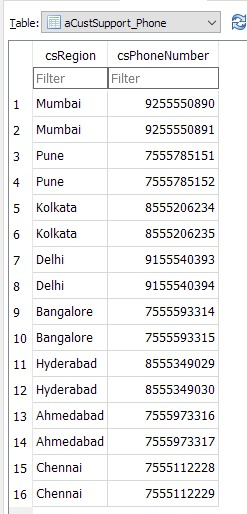 Table: aCustSupport_Phone
csRegion csPhoneNumber
Filter Filter
1 Mumbai 9255550890
2 Mumbai 9255550891
3 Pune 7555785151
4 Pune 7555785152
5 Kolkata 8555206234
6 Kolkata 8555206235
7 Delhi 9155540393
8 Delhi 9155540394
9 Bangalore 7555593314
10 Bangalore 7555593315
11 Hyderabad 8555349029
12 Hyderabad 8555349030
13 Ahmedabad 7555973316
14 Ahmedabad 7555973317
15 Chennai 7555112228
16 Chennai 7555112229